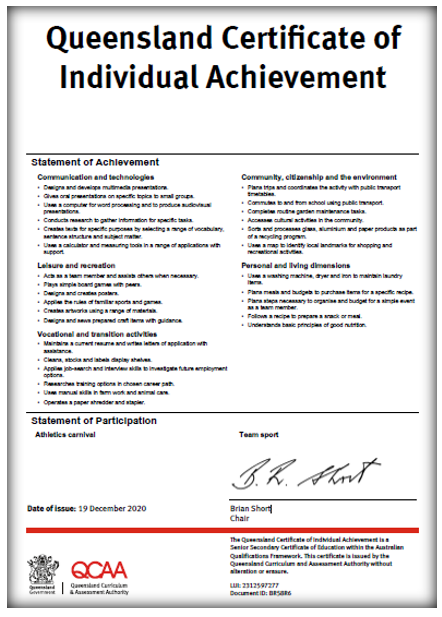 Queensland Certificate of
Individual Achievement
Statement of Achievement
Communication and technologies
• Designs and develops multimedia presentations.
• Gives oral presentations on specific topics to small groups.
• Uses a computer for word processing and to produce audiovisual
presentations.
• Conducts research to gather information for specific tasks.
• Creates texts for specific purposes by selecting a range of vocabulary,
sentence structure and subject matter.
• Uses a calculator and measuring tools in a range of applications with
support.
Leisure and recreation
• Acts as a team member and assists others when necessary.
• Plays simple board games with peers.
• Designs and creates posters.
• Applies the rules of familiar sports and games.
• Creates artworks using a range of materials.
• Designs and sews prepared craft items with guidance.
Vocational and transition activities
• Maintains a current resume and writes letters of application with
assistance.
• Cleans, stocks and labels display shelves.
• Applies job-search and interview skills to investigate future employment
options.
• Researches training options in chosen career path.
• Uses manual skills in farm work and animal care.
• Operates a paper shredder and stapler.
Community, citizenship and the environment
• Plans trips and coordinates the activity with public transport
timetables.
• Commutes to and from school using public transport.
• Completes routine garden maintenance tasks.
• Accesses cultural activities in the community.
• Sorts and processes glass, aluminium and paper products as part
of a recycling program.
• Uses a map to identify local landmarks for shopping and
recreational activities.
Personal and living dimensions
• Uses a washing machine, dryer and iron to maintain laundry
items.
• Plans meals and budgets to purchase items for a specific recipe.
• Plans steps necessary to organise and budget for a simple event
as a team member.
• Follows a recipe to prepare a snack or meal.
• Understands basic principles of good nutrition.
Statement of Participation
Athletics carnival
Team sport
B. R. Short
Date of issue: 19 December 2020
Brian Short
Chair
Queensland
Government
QCAA
Queensland Curriculum
& Assessment Authority
The Queensland Certificate of Individual Achievement is a
Senior Secondary Certificate of Education within the Australian
Qualifications Framework. This certificate is issued by the
Queensland Curriculum and Assessment Authority without
alteration or erasure.
LUI: 2312597277
Document ID: BRS8R6